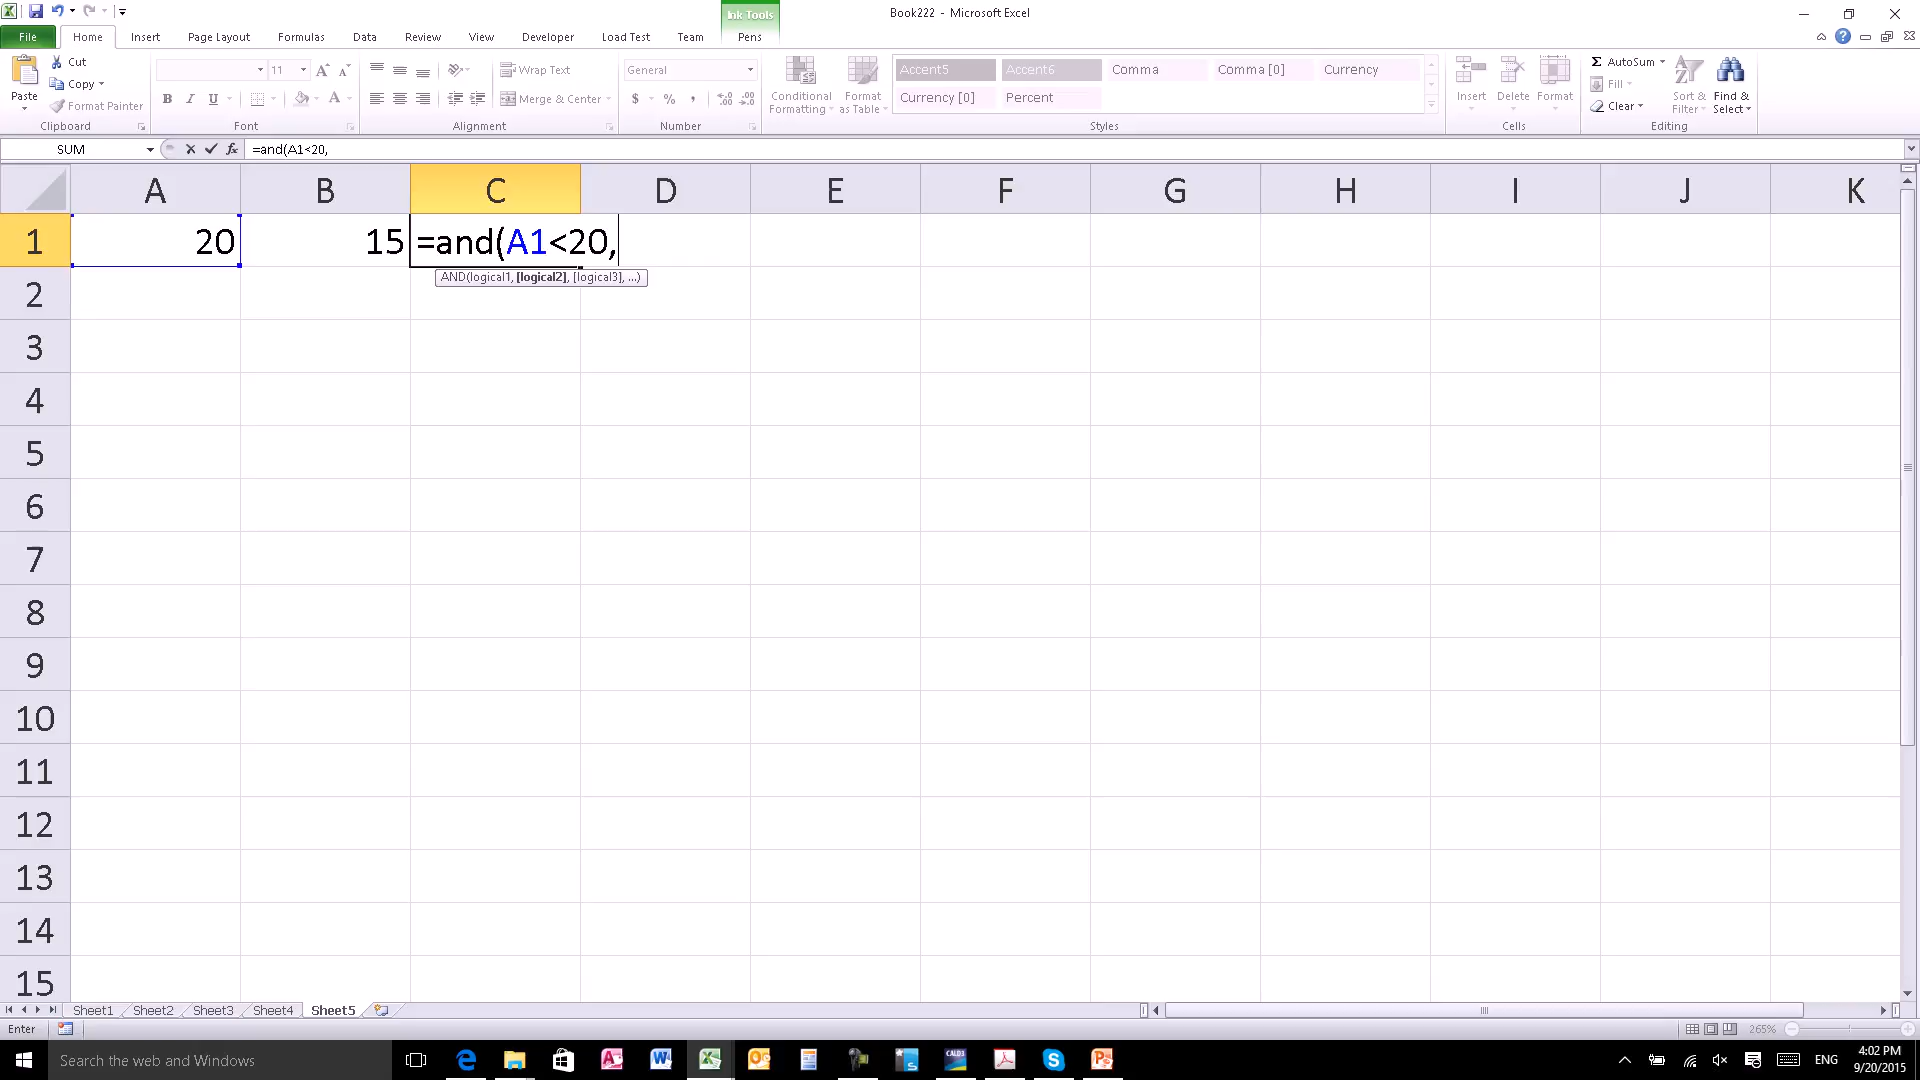 Ink Tools
Book222 - Microsoft Excel
File Home Insert Page Layout Formulas Data Review View Developer Load Test Team Pens
Paste
Cut
Copy
Format Painter
Clipboard
11
A A
B I U
A
Font
Wrap Text
Merge & Center
Alignment
General
$ % ,
Number
Conditional Formatting
Format as Table
Accent5 Accent6 Comma Comma [0] Currency
Currency [0] Percent
Styles
Insert Delete Format
Cells
Σ AutoSum
Fill
Clear
Sort & Filter
Find & Select
Editing
SUM fx =and(A1<20,
A B C D E F G H I J K
1 20 15 =and(A1<20,
AND(logical1, [logical2], [logical3], ...)
2
3
4
5
6
7
8
9
10
11
12
13
14
15
Sheet1 Sheet2 Sheet3 Sheet4 Sheet5
Enter 265%
Search the web and Windows
ENG
4:02 PM
9/20/2015